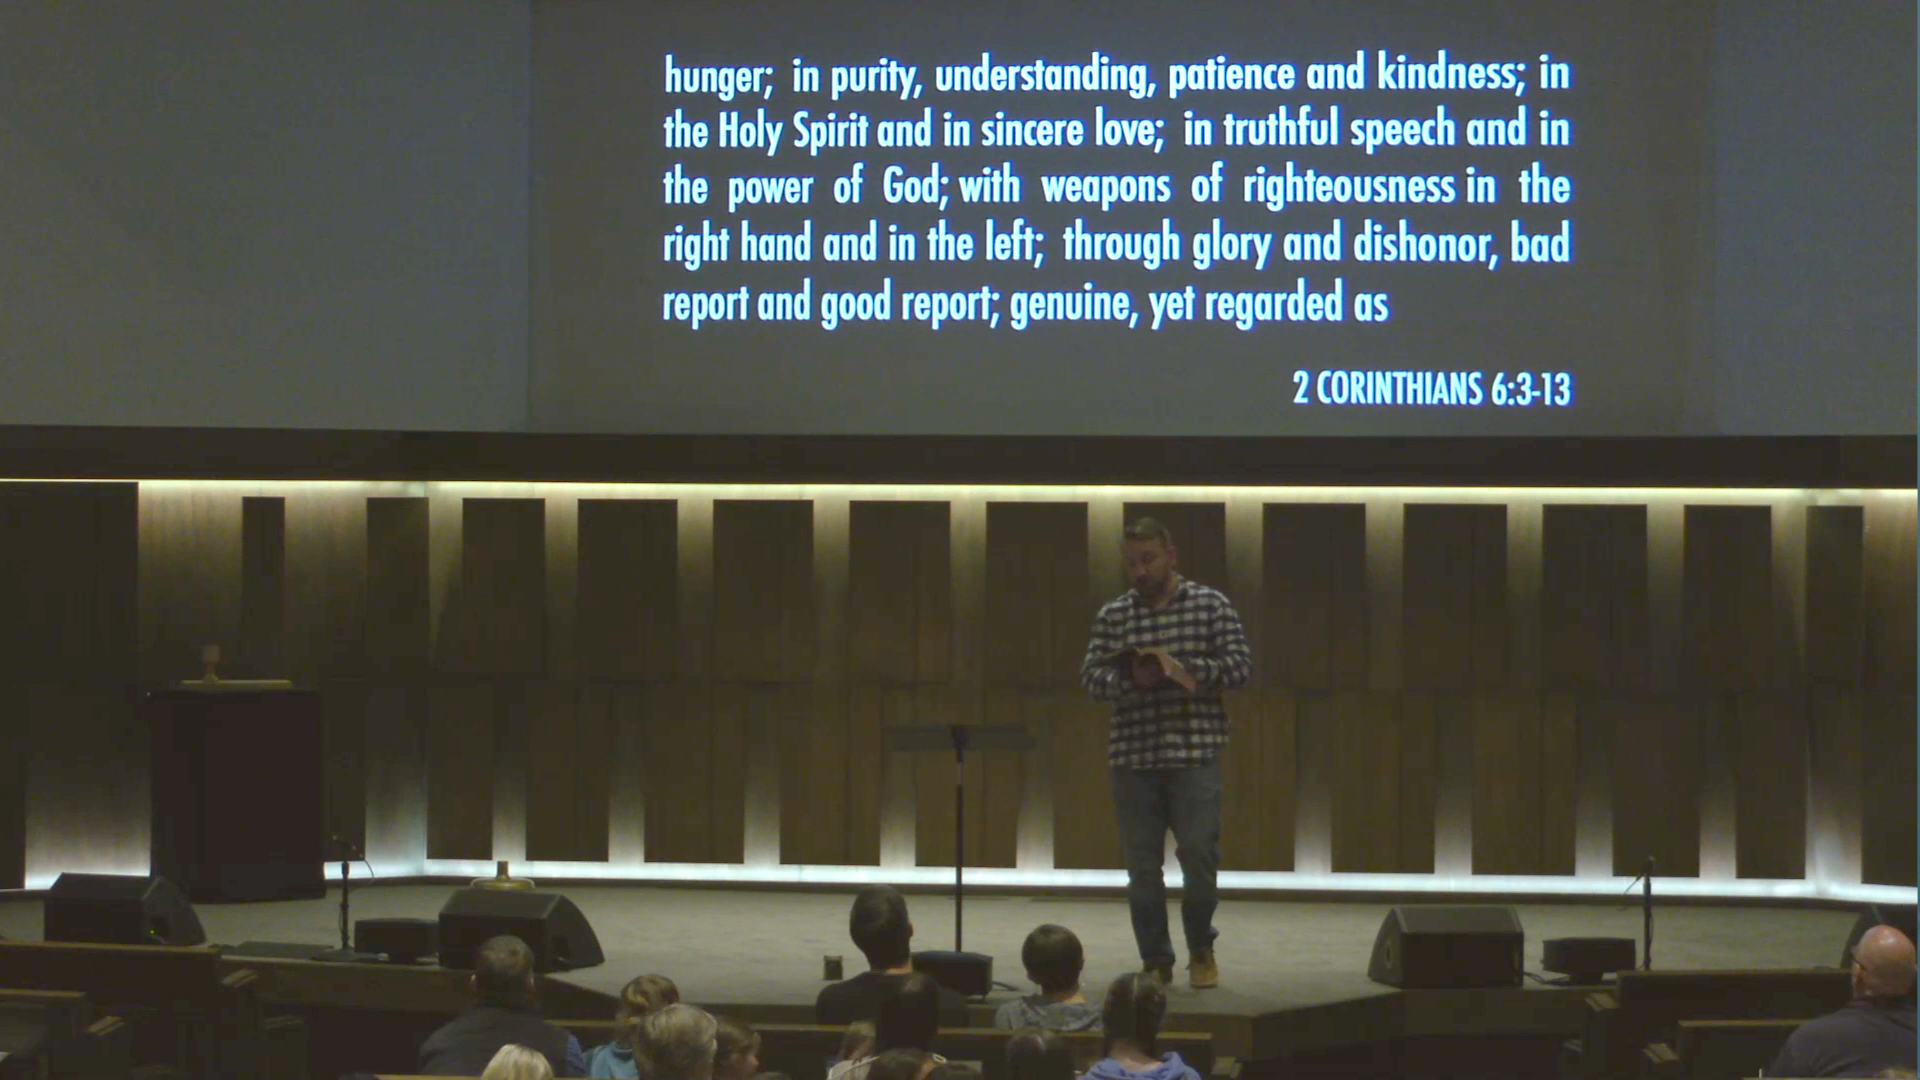 hunger; in purity, understanding, patience and kindness; in
the Holy Spirit and in sincere love; in truthful speech and in
the power of God; with weapons of righteousness in the
right hand and in the left; through glory and dishonor, bad
report and good report; genuine, yet regarded as
2 CORINTHIANS 6:3-13